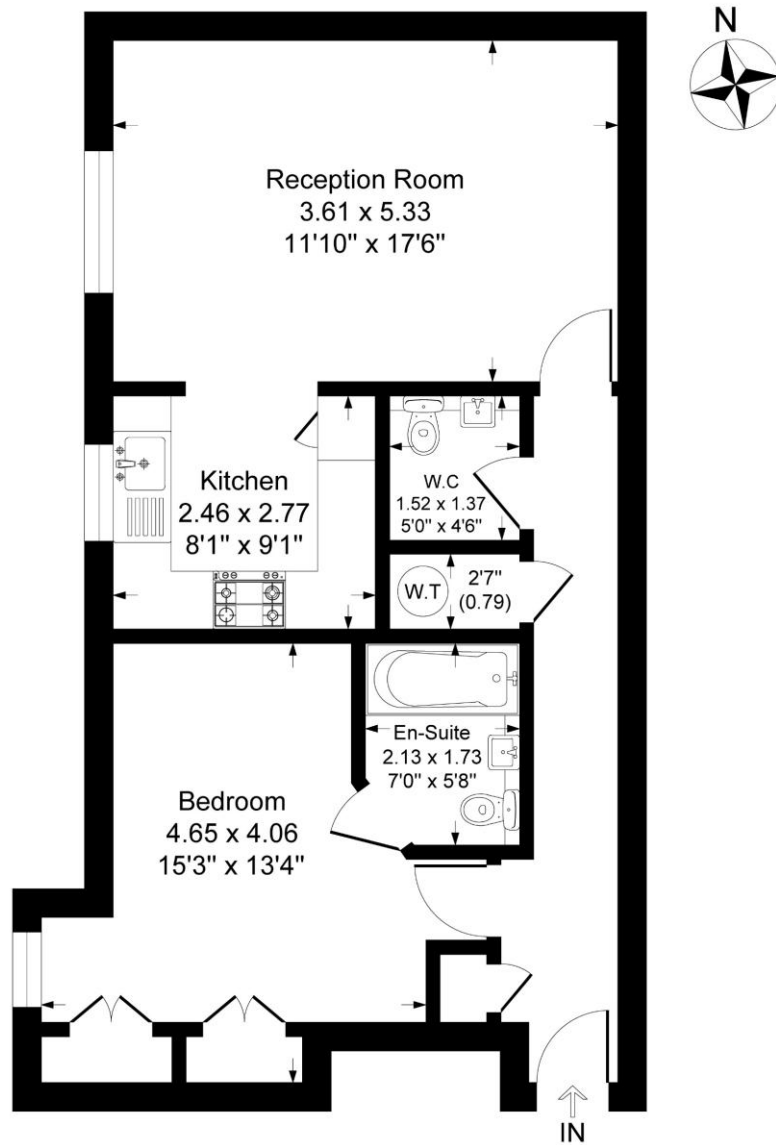 N
Reception Room
3.61 x 5.33
11'10" x 17'6"
Kitchen
2.46 x 2.77
8'1" x 9'1"
W.C
1.52 x 1.37
5'0" x 4'6"
W.T
2'7"
(0.79)
En-Suite
2.13 x 1.73
7'0" x 5'8"
Bedroom
4.65 x 4.06
15'3" x 13'4"
IN